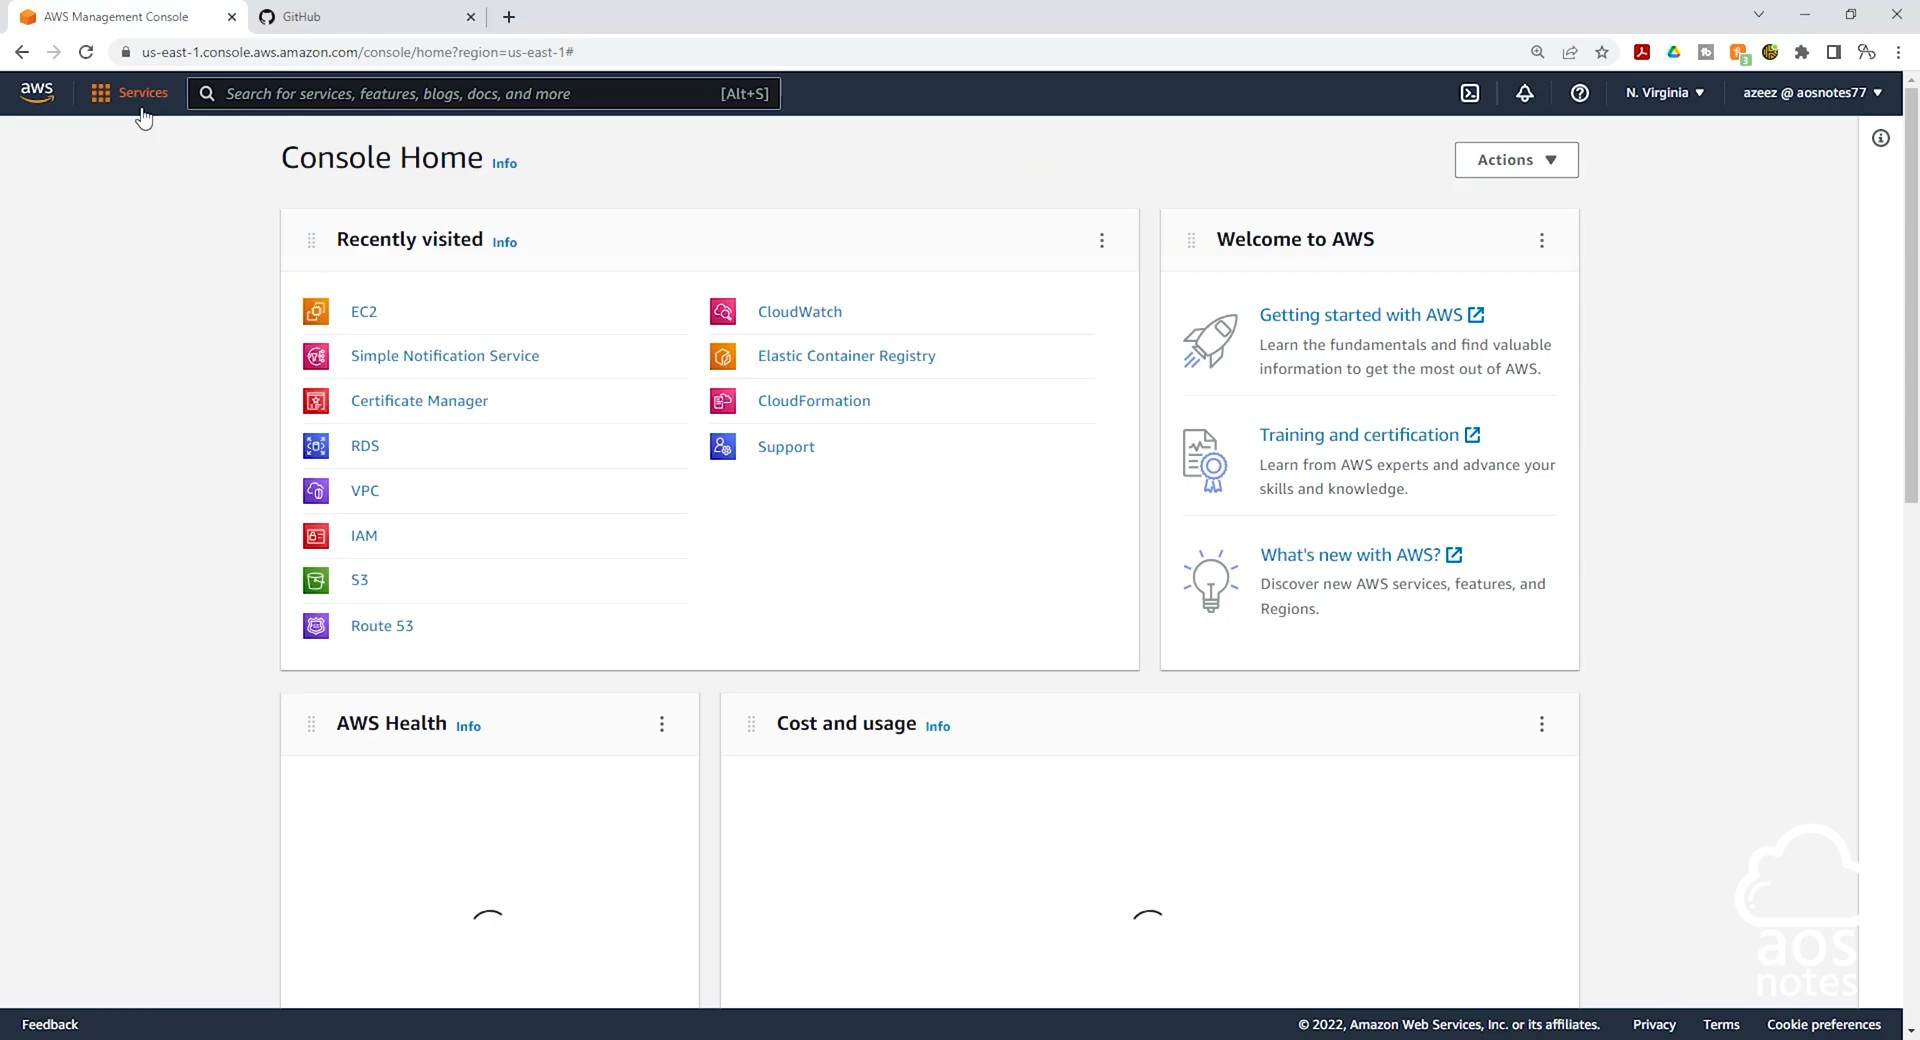 AWS Management Console
GitHub
us-east-1.console.aws.amazon.com/console/home?region=us-east-1#
3
aws
Services
Search for services, features, blogs, docs, and more
[Alt+S]
N. Virginia
azeez @ aosnotes77
Console Home Info
Actions
Recently visited Info
EC2
Simple Notification Service
Certificate Manager
RDS
VPC
IAM
S3
Route 53
CloudWatch
Elastic Container Registry
CloudFormation
Support
Welcome to AWS
Getting started with AWS
Learn the fundamentals and find valuable
information to get the most out of AWS.
Training and certification
Learn from AWS experts and advance your
skills and knowledge.
What's new with AWS?
Discover new AWS services, features, and
Regions.
AWS Health Info
Cost and usage Info
aos
notes
Feedback
© 2022, Amazon Web Services, Inc. or its affiliates.
Privacy
Terms
Cookie preferences